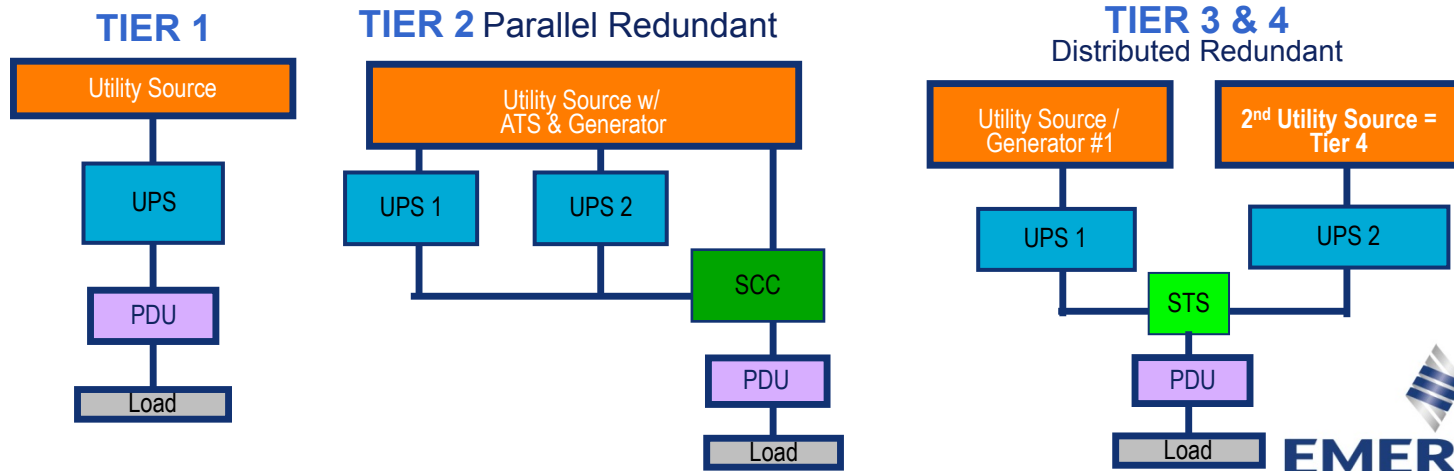 TIER 1
Utility Source
UPS
PDU
Load
TIER 2 Parallel Redundant
Utility Source w/
ATS & Generator
UPS 1
UPS 2
SCC
PDU
Load
TIER 3 & 4
Distributed Redundant
Utility Source /
Generator #1
2nd Utility Source =
Tier 4
UPS 1
UPS 2
STS
PDU
Load
EMER